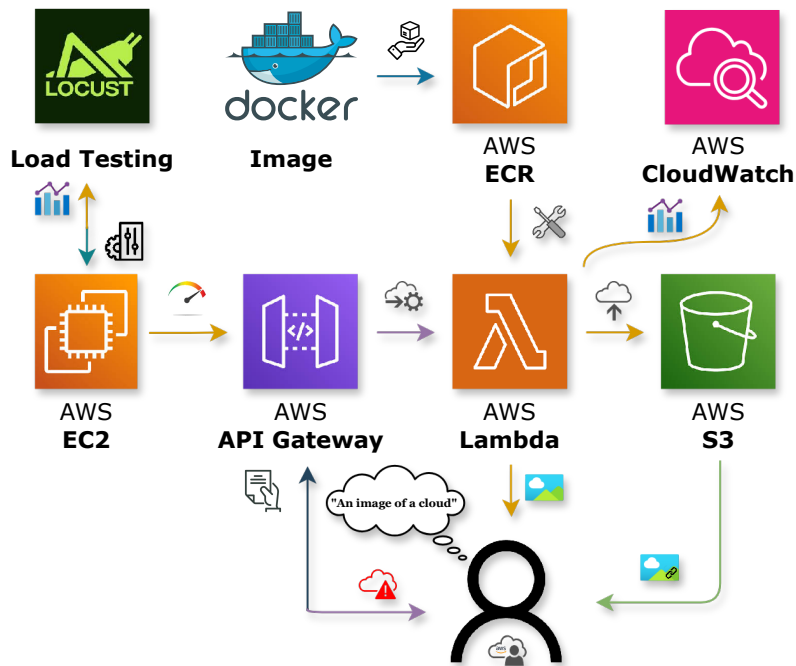 LOCUST
docker
Load Testing
Image
AWS
ECR
AWS
CloudWatch
</>
AWS
EC2
AWS
API Gateway
AWS
Lambda
AWS
S3
"An image of a cloud"
aws